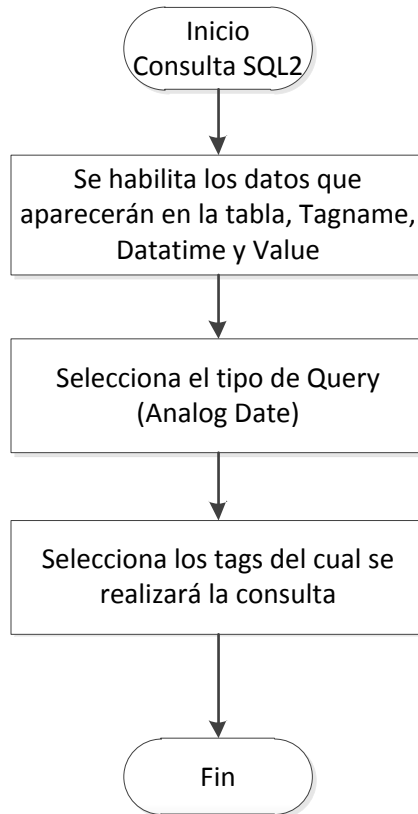 Inicio
Consulta SQL2
Se habilita los datos que
aparecerán en la tabla, Tagname,
Datatime y Value
Selecciona el tipo de Query
(Analog Date)
Selecciona los tags del cual se
realizará la consulta
Fin